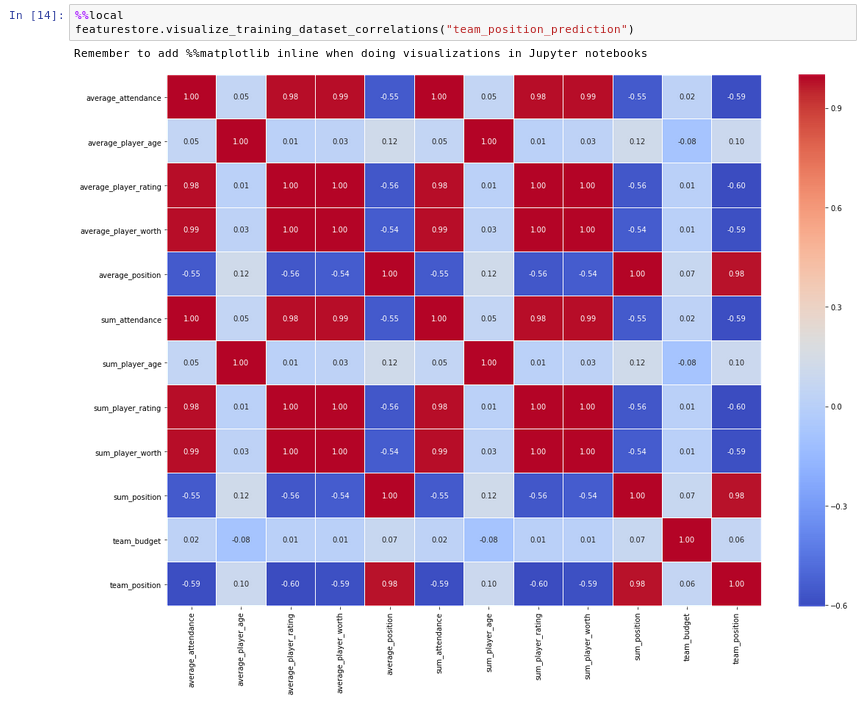 In [14]: %%local
featurestore.visualize_training_dataset_correlations("team_position_prediction")
Remember to add %%matplotlib inline when doing visualizations in Jupyter notebooks
average_attendance 1.00 0.05 0.98 0.99 -0.55 1.00 0.05 0.98 0.99 -0.55 0.02 -0.59
average_player_age 0.05 1.00 0.01 0.03 0.12 0.05 1.00 0.01 0.03 0.12 -0.08 0.10
average_player_rating 0.98 0.01 1.00 1.00 -0.56 0.98 0.01 1.00 1.00 -0.56 0.01 -0.60
average_player_worth 0.99 0.03 1.00 1.00 -0.54 0.99 0.03 1.00 1.00 -0.54 0.01 -0.59
average_position -0.55 0.12 -0.56 -0.54 1.00 -0.55 0.12 -0.56 -0.54 1.00 0.07 0.98
sum_attendance 1.00 0.05 0.98 0.99 -0.55 1.00 0.05 0.98 0.99 -0.55 0.02 -0.59
sum_player_age 0.05 1.00 0.01 0.03 0.12 0.05 1.00 0.01 0.03 0.12 -0.08 0.10
sum_player_rating 0.98 0.01 1.00 1.00 -0.56 0.98 0.01 1.00 1.00 -0.56 0.01 -0.60
sum_player_worth 0.99 0.03 1.00 1.00 -0.54 0.99 0.03 1.00 1.00 -0.54 0.01 -0.59
sum_position -0.55 0.12 -0.56 -0.54 1.00 -0.55 0.12 -0.56 -0.54 1.00 0.07 0.98
team_budget 0.02 -0.08 0.01 0.01 0.07 0.02 -0.08 0.01 0.01 0.07 1.00 0.06
team_position -0.59 0.10 -0.60 -0.59 0.98 -0.59 0.10 -0.60 -0.59 0.98 0.06 1.00
average_attendance
average_player_age
average_player_rating
average_player_worth
average_position
sum_attendance
sum_player_age
sum_player_rating
sum_player_worth
sum_position
team_budget
team_position
0.9
0.6
0.3
0.0
−0.3
−0.6